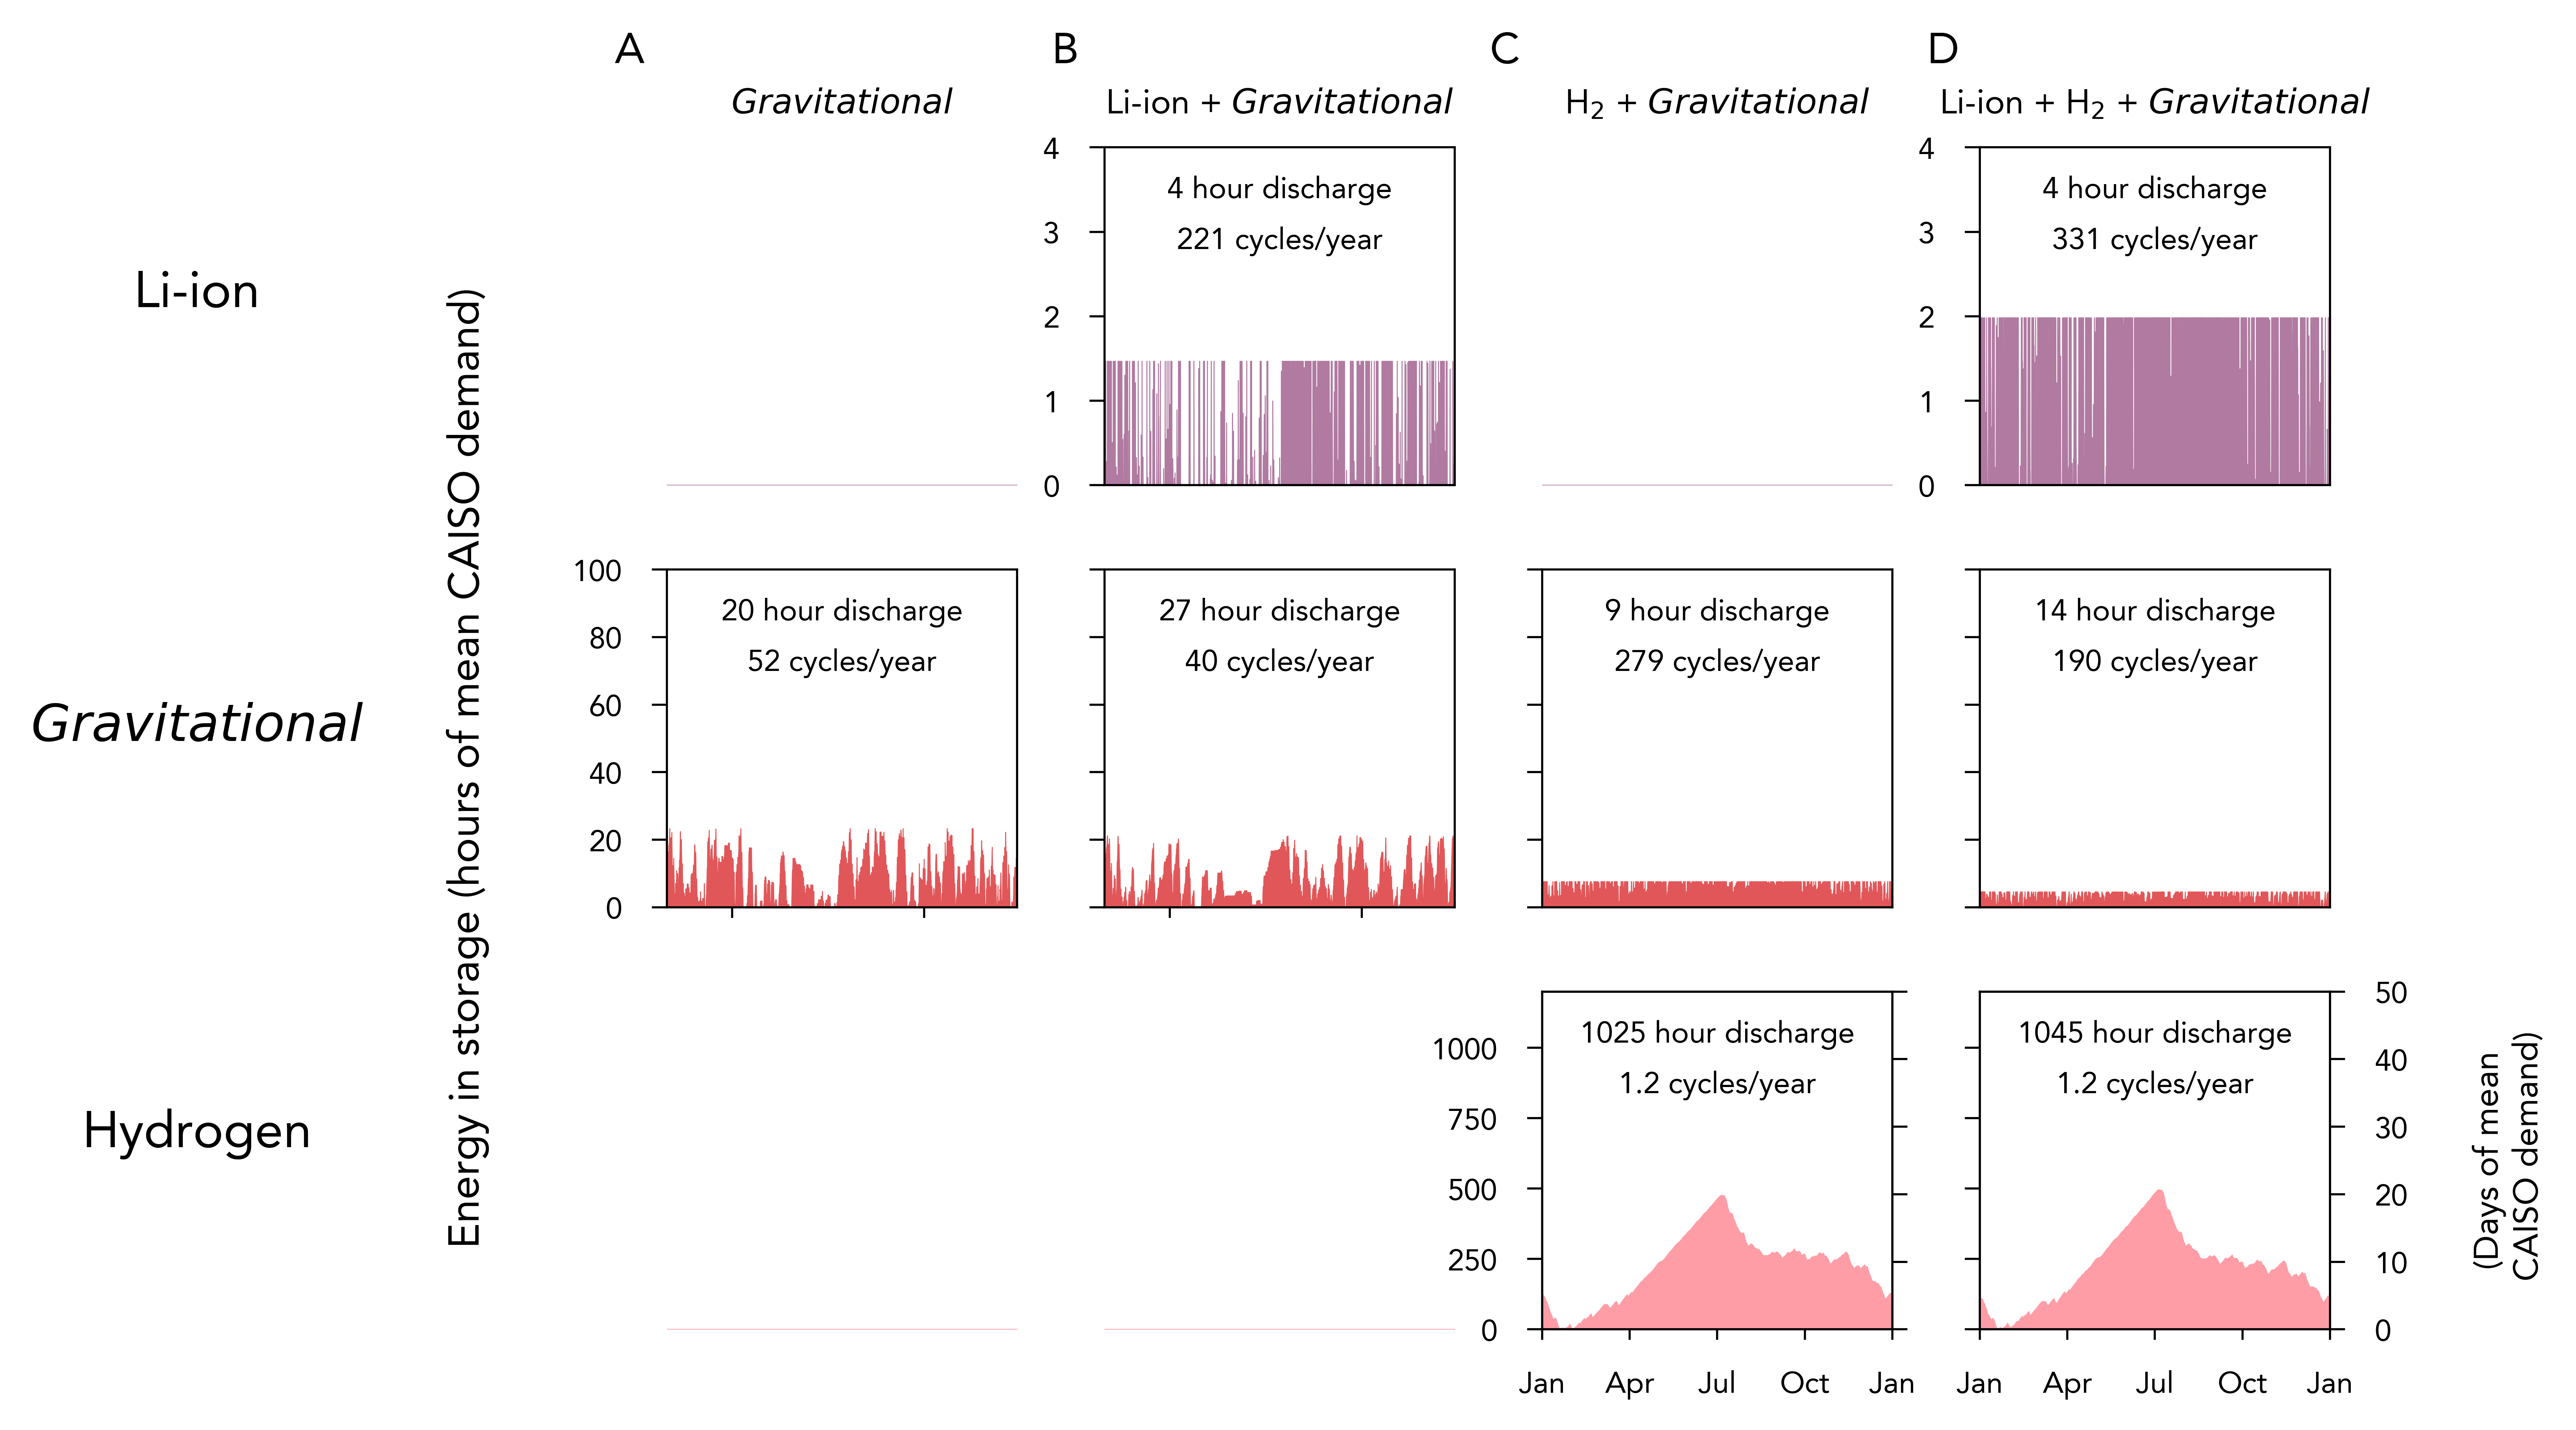 A
B
C
D
Gravitational
Li-ion + Gravitational
H₂ + Gravitational
Li-ion + H₂ + Gravitational
Li-ion
Gravitational
Hydrogen
Energy in storage (hours of mean CAISO demand)
4
3
2
1
0
4 hour discharge
221 cycles/year
4
3
2
1
0
4 hour discharge
331 cycles/year
100
80
60
40
20
0
20 hour discharge
52 cycles/year
27 hour discharge
40 cycles/year
9 hour discharge
279 cycles/year
14 hour discharge
190 cycles/year
1000
750
500
250
0
1025 hour discharge
1.2 cycles/year
Jan Apr Jul Oct Jan
1045 hour discharge
1.2 cycles/year
Jan Apr Jul Oct Jan
50
40
30
20
10
0
(Days of mean
CAISO demand)